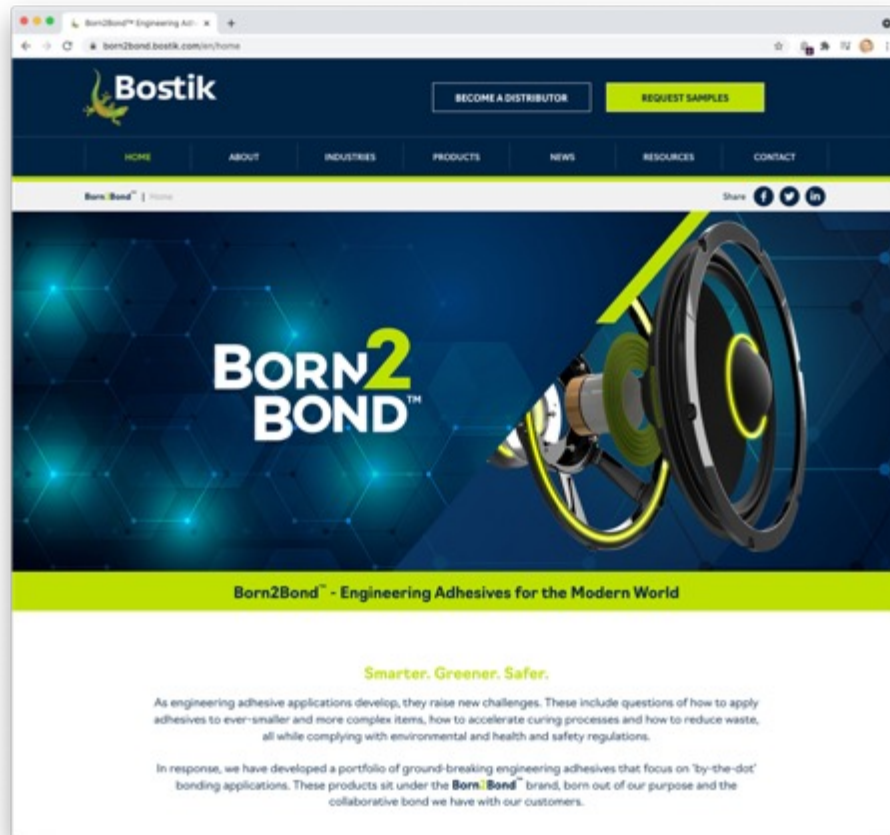 Born2Bond™ Engineering Ad
born2bond.bostik.com/en/home
Bostik
BECOME A DISTRIBUTOR REQUEST SAMPLES
HOME ABOUT INDUSTRIES PRODUCTS NEWS RESOURCES CONTACT
Born2Bond™ | Home Share
BORN2
BOND™
Born2Bond™ - Engineering Adhesives for the Modern World
Smarter. Greener. Safer.
As engineering adhesive applications develop, they raise new challenges. These include questions of how to apply
adhesives to ever-smaller and more complex items, how to accelerate curing processes and how to reduce waste,
all while complying with environmental and health and safety regulations.
In response, we have developed a portfolio of ground-breaking engineering adhesives that focus on 'by-the-dot'
bonding applications. These products sit under the Born2Bond™ brand, born out of our purpose and the
collaborative bond we have with our customers.